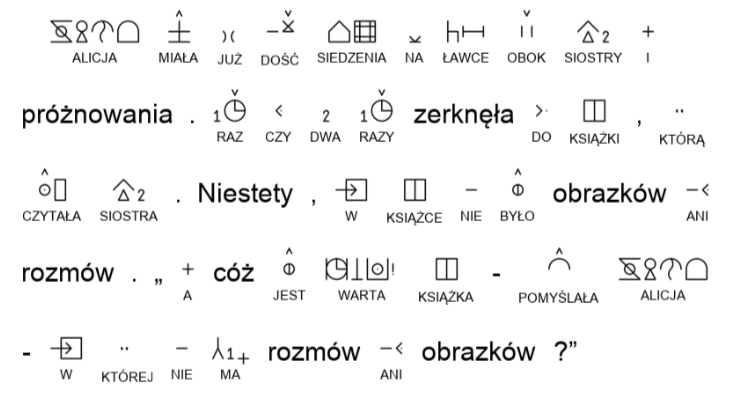 ALICJA MIAŁA JUŻ DOŚĆ SIEDZENIA NA ŁAWCE OBOK SIOSTRY I
próżnowania . RAZ CZY DWA RAZY zerknęła DO KSIĄŻKI , KTÓRĄ
CZYTAŁA SIOSTRA . Niestety , W KSIĄŻCE NIE BYŁO obrazków ANI
rozmów . „ A cóż JEST WARTA KSIĄŻKA - POMYŚLAŁA ALICJA
- W KTÓREJ NIE MA rozmów ANI obrazków ?”